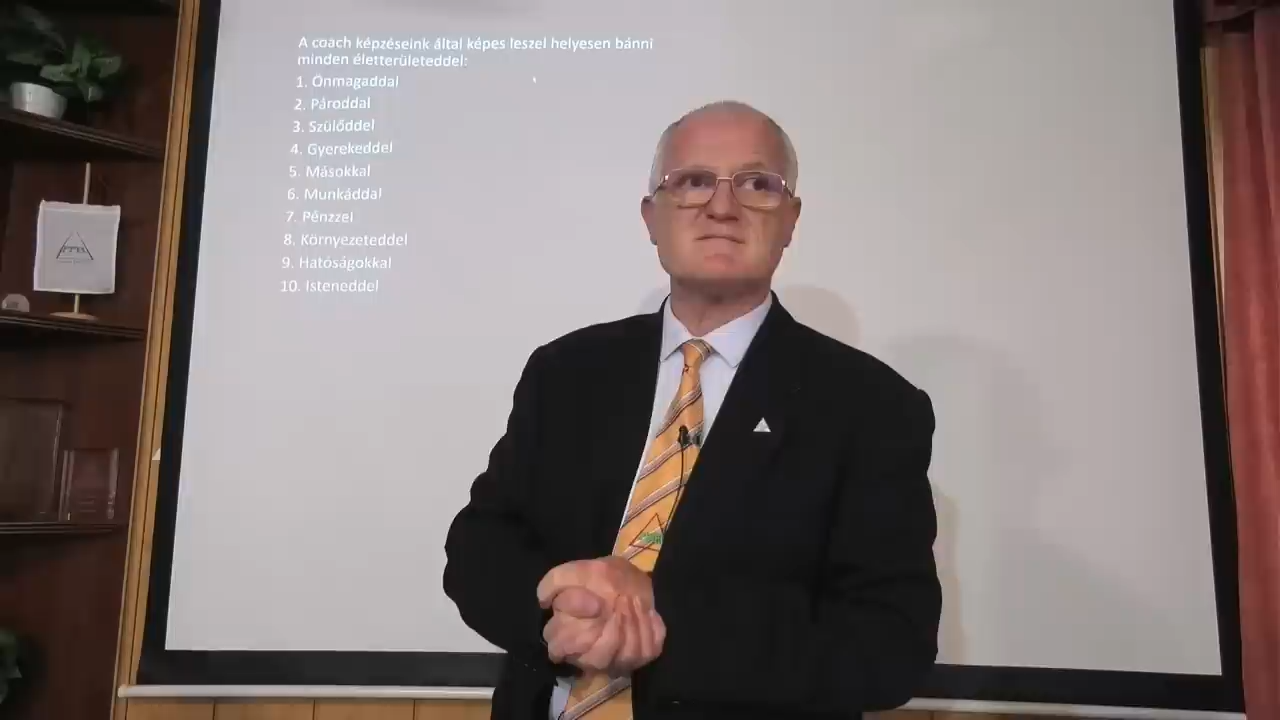 A coach képzéseink által képes leszel helyesen bánni
minden életterületeddel:
1. Önmagaddal
2. Pároddal
3. Szülőddel
4. Gyerekeddel
5. Másokkal
6. Munkáddal
7. Pénzzel
8. Környezeteddel
9. Hatóságokkal
10. Isteneddel